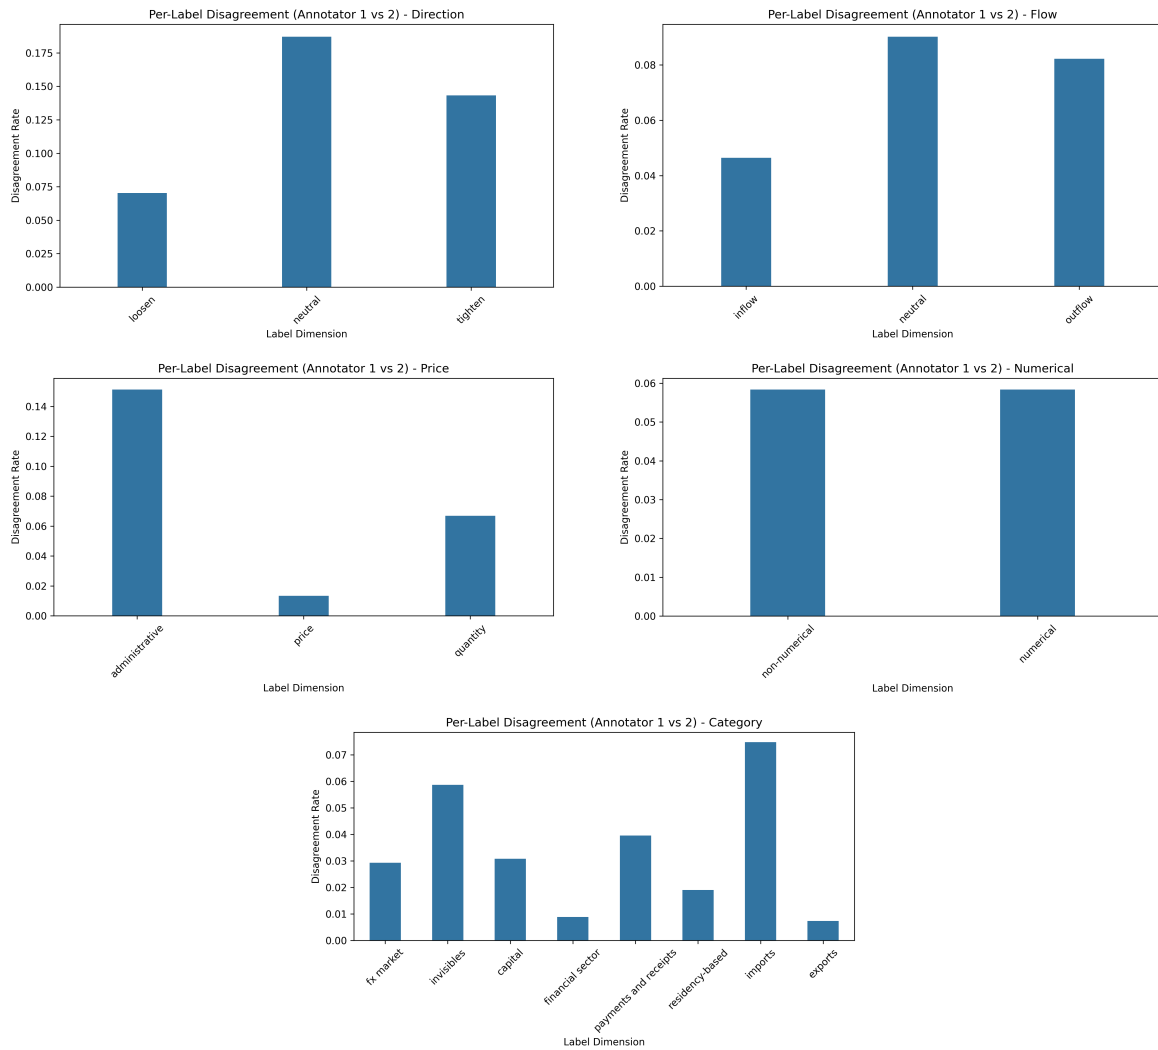 Per-Label Disagreement (Annotator 1 vs 2) - Direction
Disagreement Rate
0.175
0.150
0.125
0.100
0.075
0.050
0.025
0.000
loosen
neutral
tighten
Label Dimension
Per-Label Disagreement (Annotator 1 vs 2) - Flow
Disagreement Rate
0.08
0.06
0.04
0.02
0.00
inflow
neutral
outflow
Label Dimension
Per-Label Disagreement (Annotator 1 vs 2) - Price
Disagreement Rate
0.14
0.12
0.10
0.08
0.06
0.04
0.02
0.00
administrative
price
quantity
Label Dimension
Per-Label Disagreement (Annotator 1 vs 2) - Numerical
Disagreement Rate
0.06
0.05
0.04
0.03
0.02
0.01
0.00
non-numerical
numerical
Label Dimension
Per-Label Disagreement (Annotator 1 vs 2) - Category
Disagreement Rate
0.07
0.06
0.05
0.04
0.03
0.02
0.01
0.00
fx market
invisibles
capital
financial sector
payments and receipts
residency-based
imports
exports
Label Dimension